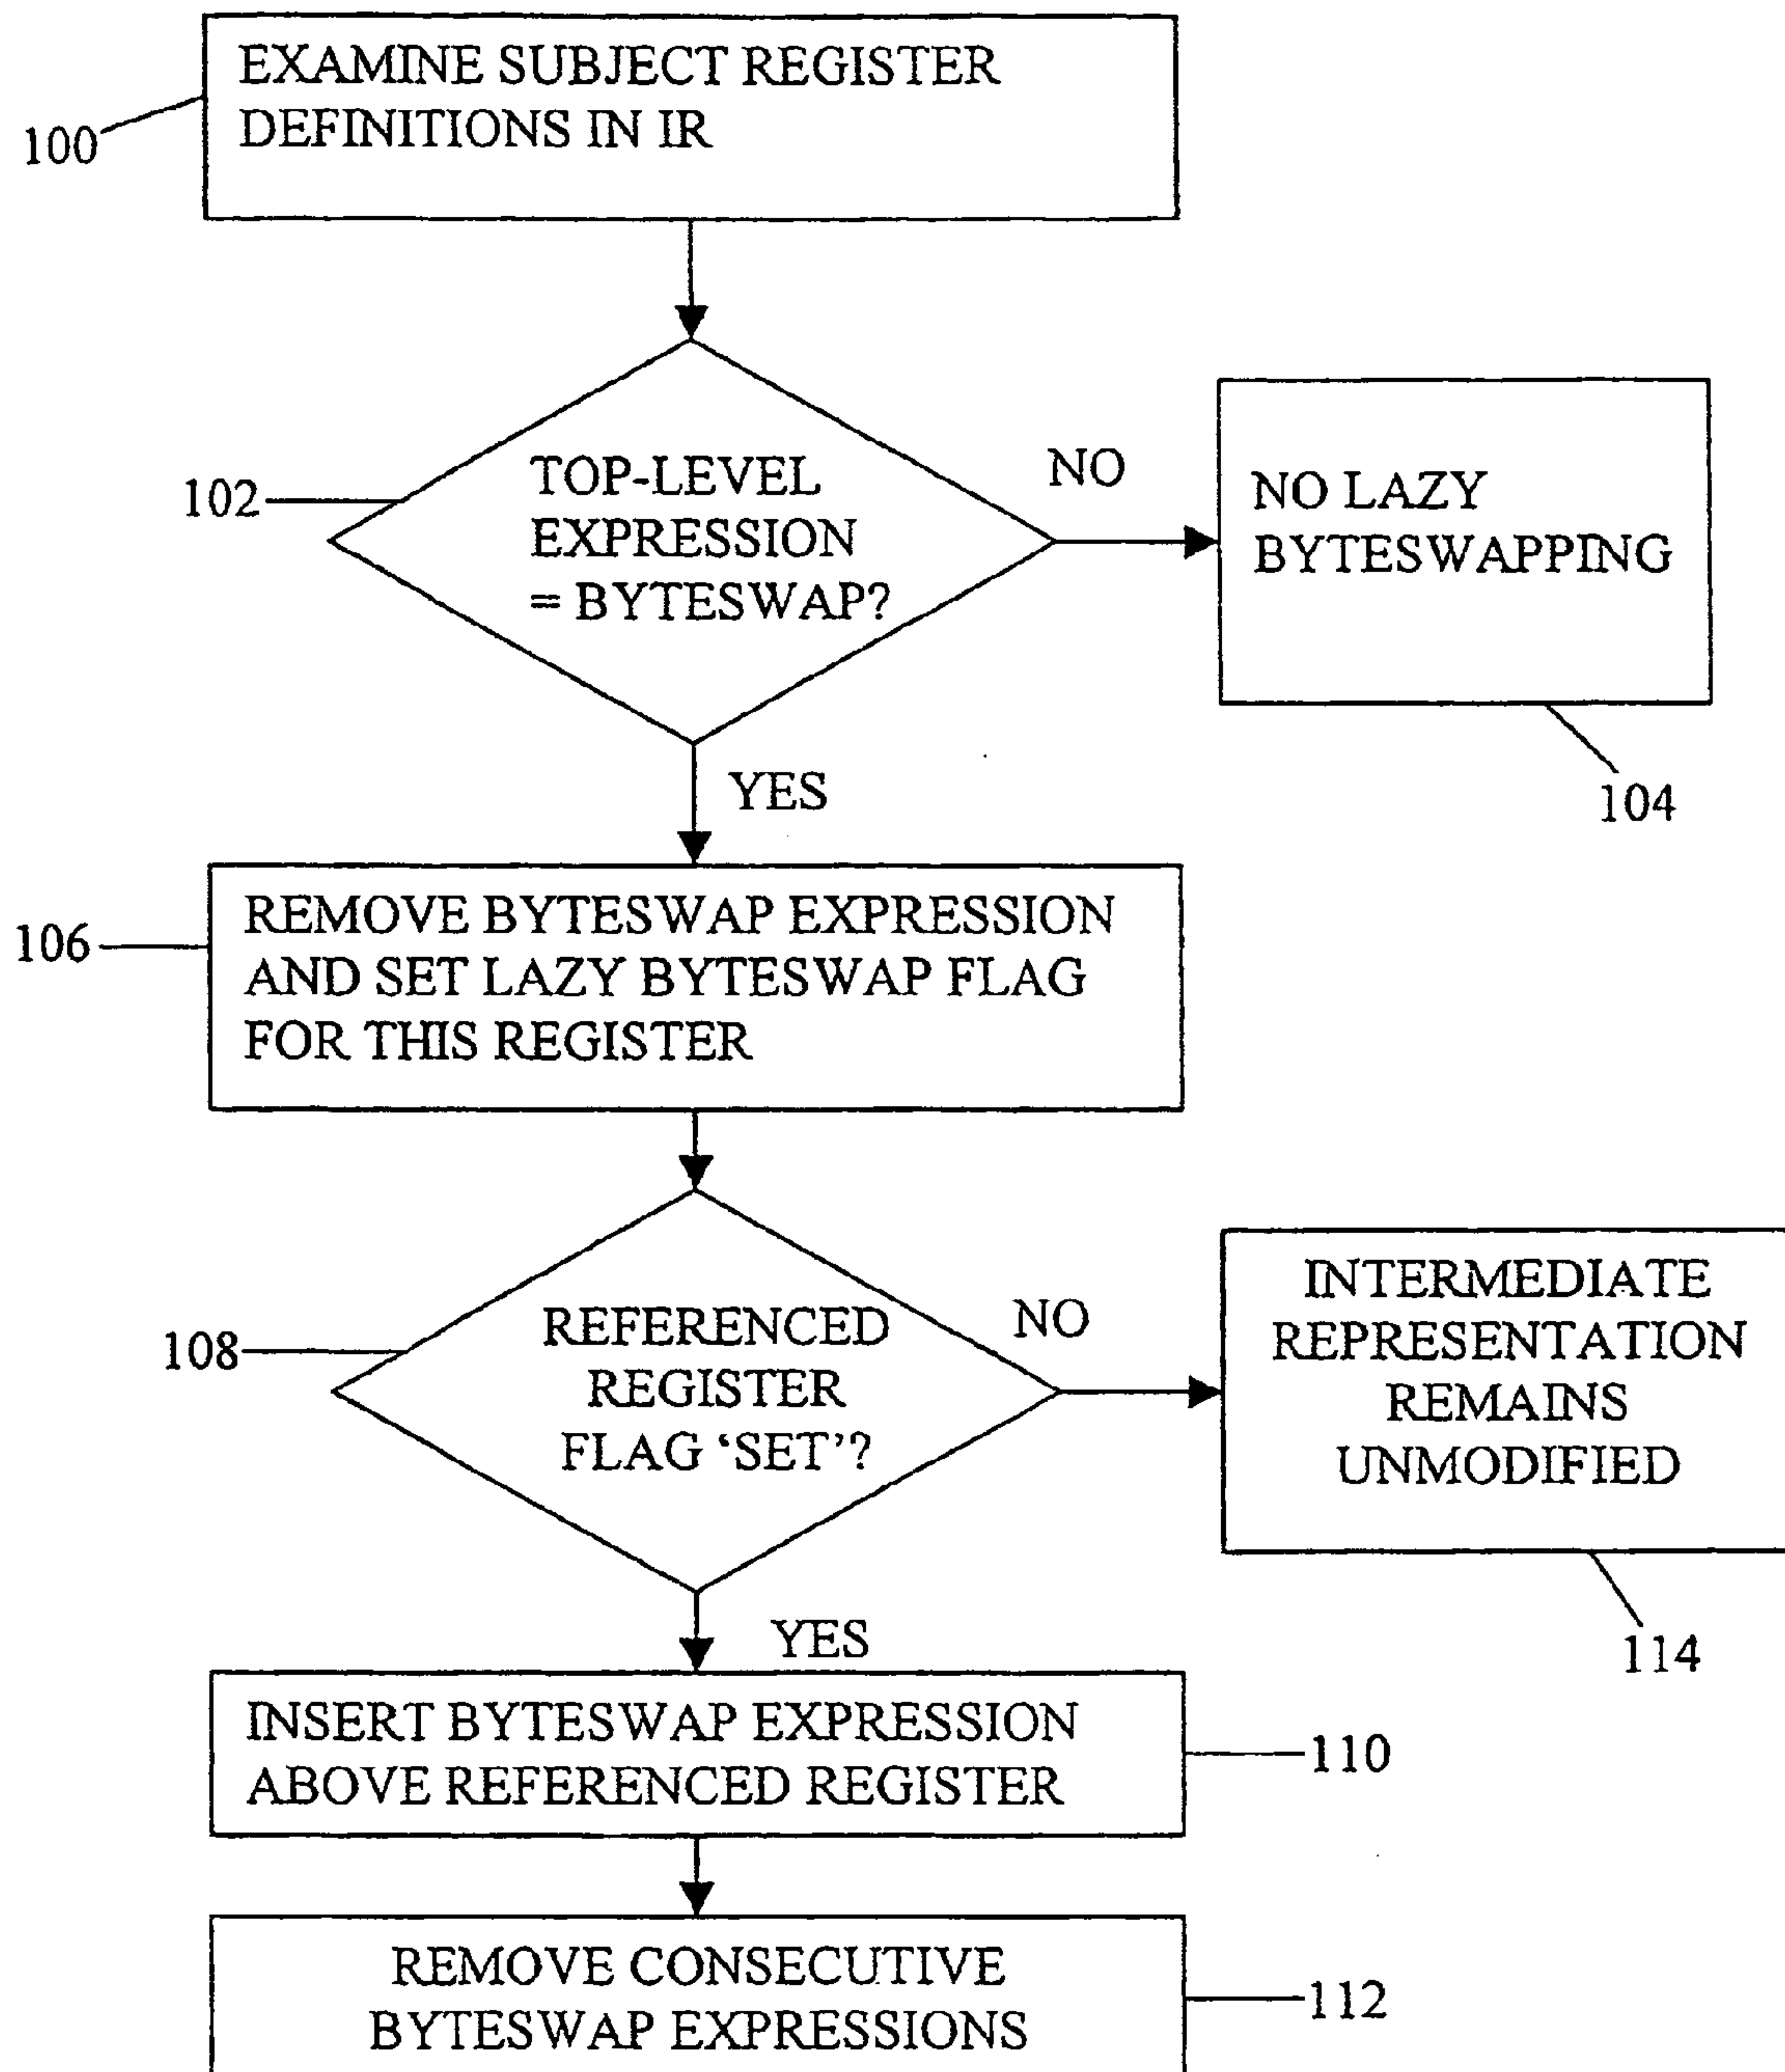 EXAMINE SUBJECT REGISTER
DEFINITIONS IN IR
100
102
TOP-LEVEL
EXPRESSION
= BYTESWAP?
NO
NO LAZY
BYTESWAPPING
104
YES
106
REMOVE BYTESWAP EXPRESSION
AND SET LAZY BYTESWAP FLAG
FOR THIS REGISTER
108
REFERENCED
REGISTER
FLAG ‘SET’?
NO
INTERMEDIATE
REPRESENTATION
REMAINS
UNMODIFIED
114
YES
INSERT BYTESWAP EXPRESSION
ABOVE REFERENCED REGISTER
110
REMOVE CONSECUTIVE
BYTESWAP EXPRESSIONS
112